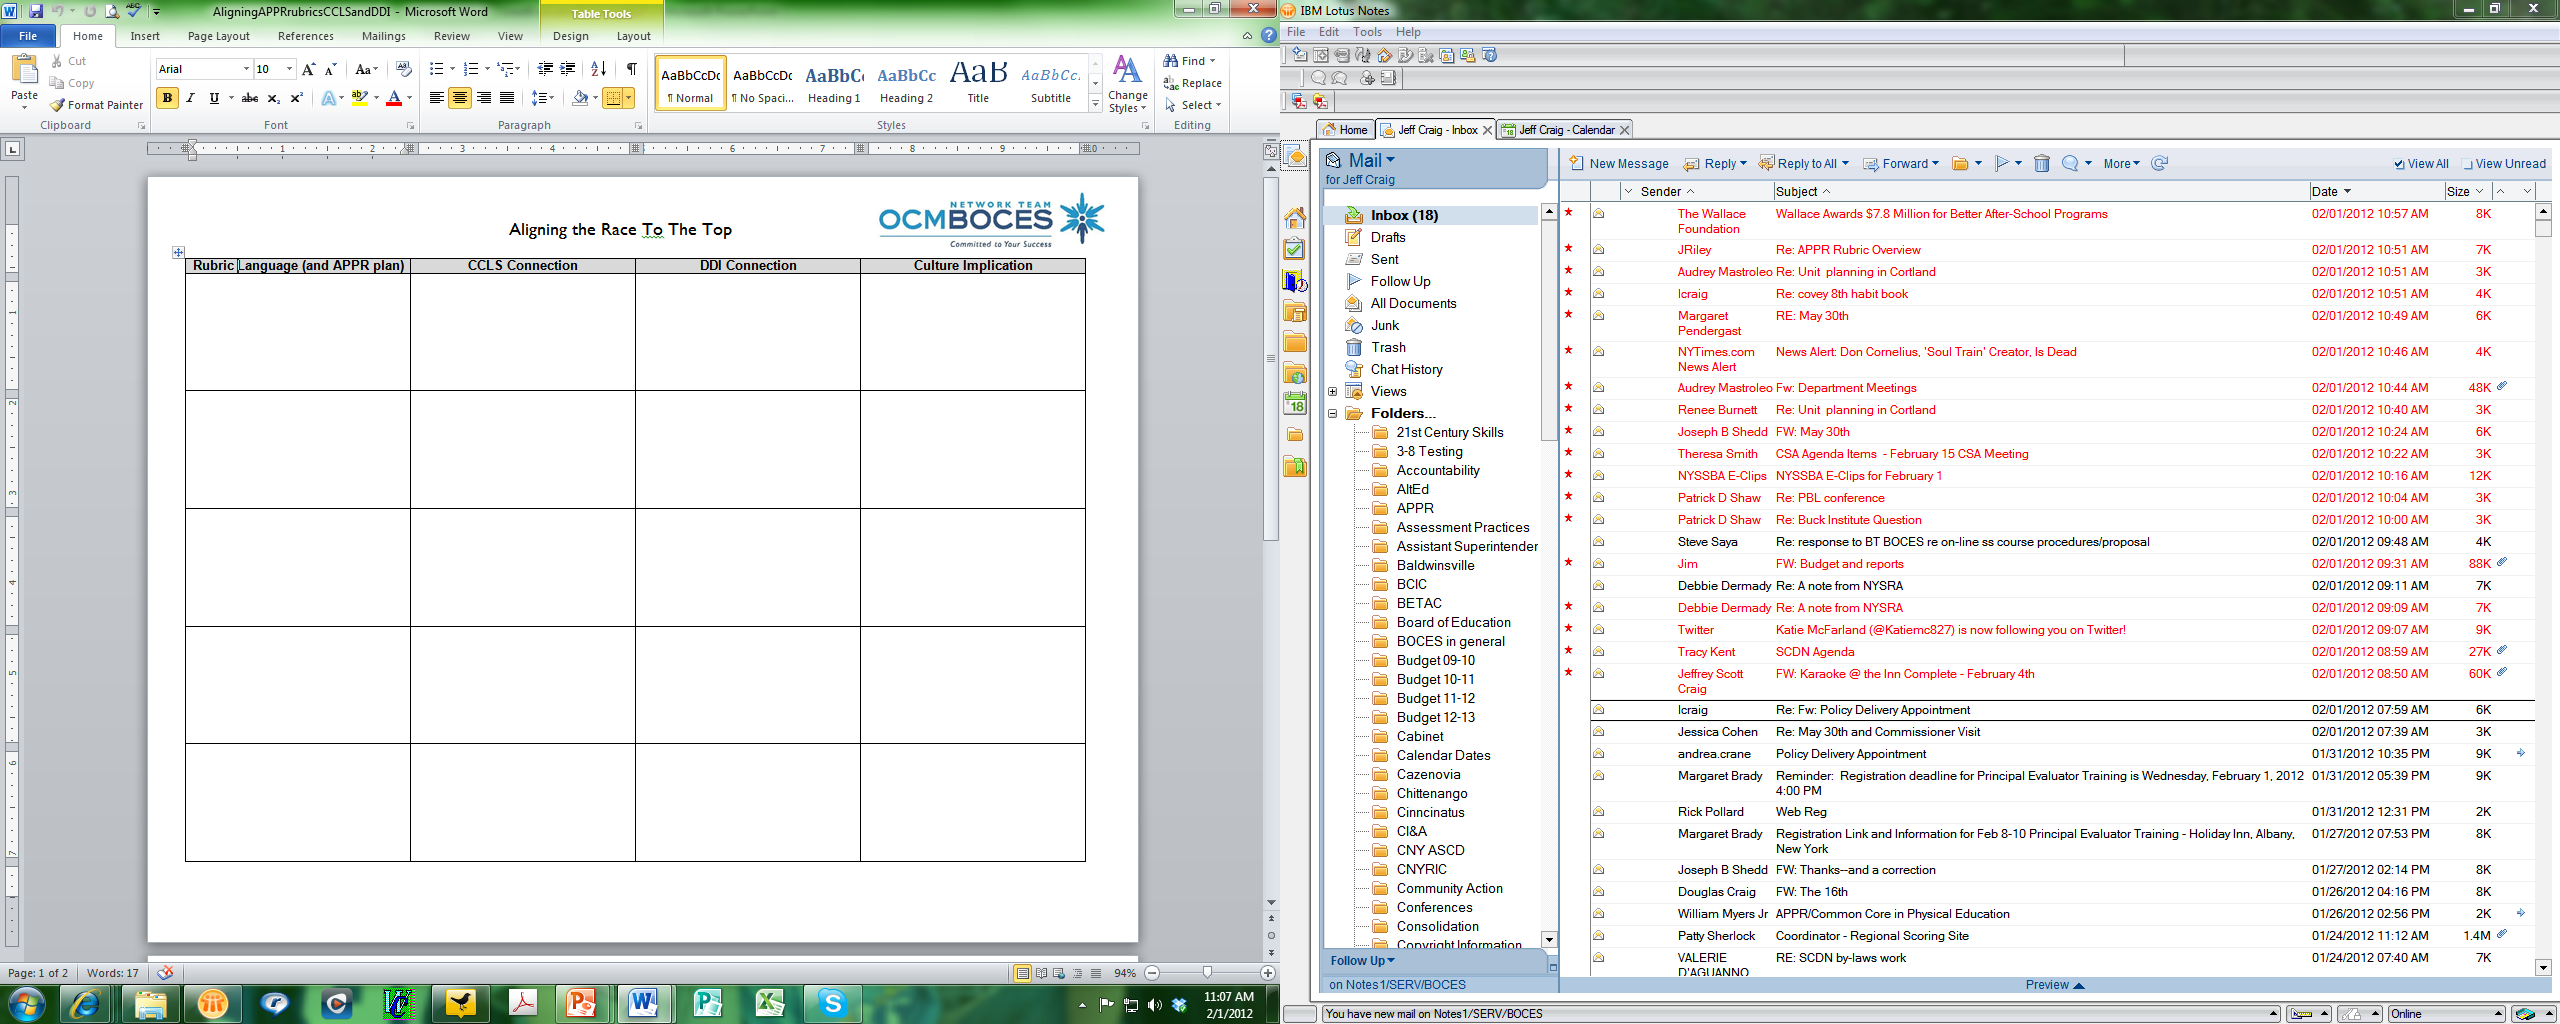 AligningAPPRrubricsCCLSandDDI - Microsoft Word
Table Tools
File Home Insert Page Layout References Mailings Review View Design Layout
Paste
Cut
Copy
Format Painter
Clipboard
Arial 10
Font
Paragraph
AaBbCcDc AaBbCcDc AaBbCc AaBbCc AaB AaBbCc.
¶ Normal ¶ No Spaci... Heading 1 Heading 2 Title Subtitle
Styles
Change Styles
Find
Replace
Select
Editing
NETWORK TEAM
OCMBOCES
Committed to Your Success
Aligning the Race To The Top
Rubric Language (and APPR plan) CCLS Connection DDI Connection Culture Implication
Page: 1 of 2 Words: 17 94%
11:07 AM
2/1/2012
IBM Lotus Notes
File Edit Tools Help
Home Jeff Craig - Inbox Jeff Craig - Calendar
Mail
for Jeff Craig
Inbox (18)
Drafts
Sent
Follow Up
All Documents
Junk
Trash
Chat History
Views
Folders...
21st Century Skills
3-8 Testing
Accountability
AltEd
APPR
Assessment Practices
Assistant Superintender
Baldwinsville
BCIC
BETAC
Board of Education
BOCES in general
Budget 09-10
Budget 10-11
Budget 11-12
Budget 12-13
Cabinet
Calendar Dates
Cazenovia
Chittenango
Cinncinatus
CI&A
CNY ASCD
CNYRIC
Community Action
Conferences
Consolidation
Copyright Information
Follow Up
on Notes1/SERV/BOCES
New Message Reply Reply to All Forward More View All View Unread
Sender Subject Date Size
The Wallace Foundation Wallace Awards $7.8 Million for Better After-School Programs 02/01/2012 10:57 AM 8K
JRiley Re: APPR Rubric Overview 02/01/2012 10:51 AM 7K
Audrey Mastroleo Re: Unit planning in Cortland 02/01/2012 10:51 AM 3K
lcraig Re: covey 8th habit book 02/01/2012 10:51 AM 4K
Margaret Pendergast RE: May 30th 02/01/2012 10:49 AM 6K
NYTimes.com News Alert News Alert: Don Cornelius, 'Soul Train' Creator, Is Dead 02/01/2012 10:46 AM 4K
Audrey Mastroleo Fw: Department Meetings 02/01/2012 10:44 AM 48K
Renee Burnett Re: Unit planning in Cortland 02/01/2012 10:40 AM 3K
Joseph B Shedd FW: May 30th 02/01/2012 10:24 AM 6K
Theresa Smith CSA Agenda Items - February 15 CSA Meeting 02/01/2012 10:22 AM 3K
NYSSBA E-Clips NYSSBA E-Clips for February 1 02/01/2012 10:16 AM 12K
Patrick D Shaw Re: PBL conference 02/01/2012 10:04 AM 3K
Patrick D Shaw Re: Buck Institute Question 02/01/2012 10:00 AM 3K
Steve Saya Re: response to BT BOCES re on-line ss course procedures/proposal 02/01/2012 09:48 AM 4K
Jim FW: Budget and reports 02/01/2012 09:31 AM 88K
Debbie Dermady Re: A note from NYSRA 02/01/2012 09:11 AM 7K
Debbie Dermady Re: A note from NYSRA 02/01/2012 09:09 AM 7K
Twitter Katie McFarland (@Katiemc827) is now following you on Twitter! 02/01/2012 09:07 AM 9K
Tracy Kent SCDN Agenda 02/01/2012 08:59 AM 27K
Jeffrey Scott Craig FW: Karaoke @ the Inn Complete - February 4th 02/01/2012 08:50 AM 60K
lcraig Re: Fw: Policy Delivery Appointment 02/01/2012 07:59 AM 6K
Jessica Cohen Re: May 30th and Commissioner Visit 02/01/2012 07:39 AM 3K
andrea.crane Policy Delivery Appointment 01/31/2012 10:35 PM 9K
Margaret Brady Reminder: Registration deadline for Principal Evaluator Training is Wednesday, February 1, 2012 4:00 PM 01/31/2012 05:39 PM 9K
Rick Pollard Web Reg 01/31/2012 12:31 PM 2K
Margaret Brady Registration Link and Information for Feb 8-10 Principal Evaluator Training - Holiday Inn, Albany, New York 01/27/2012 07:53 PM 8K
Joseph B Shedd FW: Thanks--and a correction 01/27/2012 02:14 PM 8K
Douglas Craig FW: The 16th 01/26/2012 04:16 PM 8K
William Myers Jr APPR/Common Core in Physical Education 01/26/2012 02:56 PM 2K
Patty Sherlock Coordinator - Regional Scoring Site 01/24/2012 11:12 AM 1.4M
VALERIE D'AGUANNO RE: SCDN by-laws work 01/24/2012 07:40 AM 7K
Preview
You have new mail on Notes1/SERV/BOCES Online